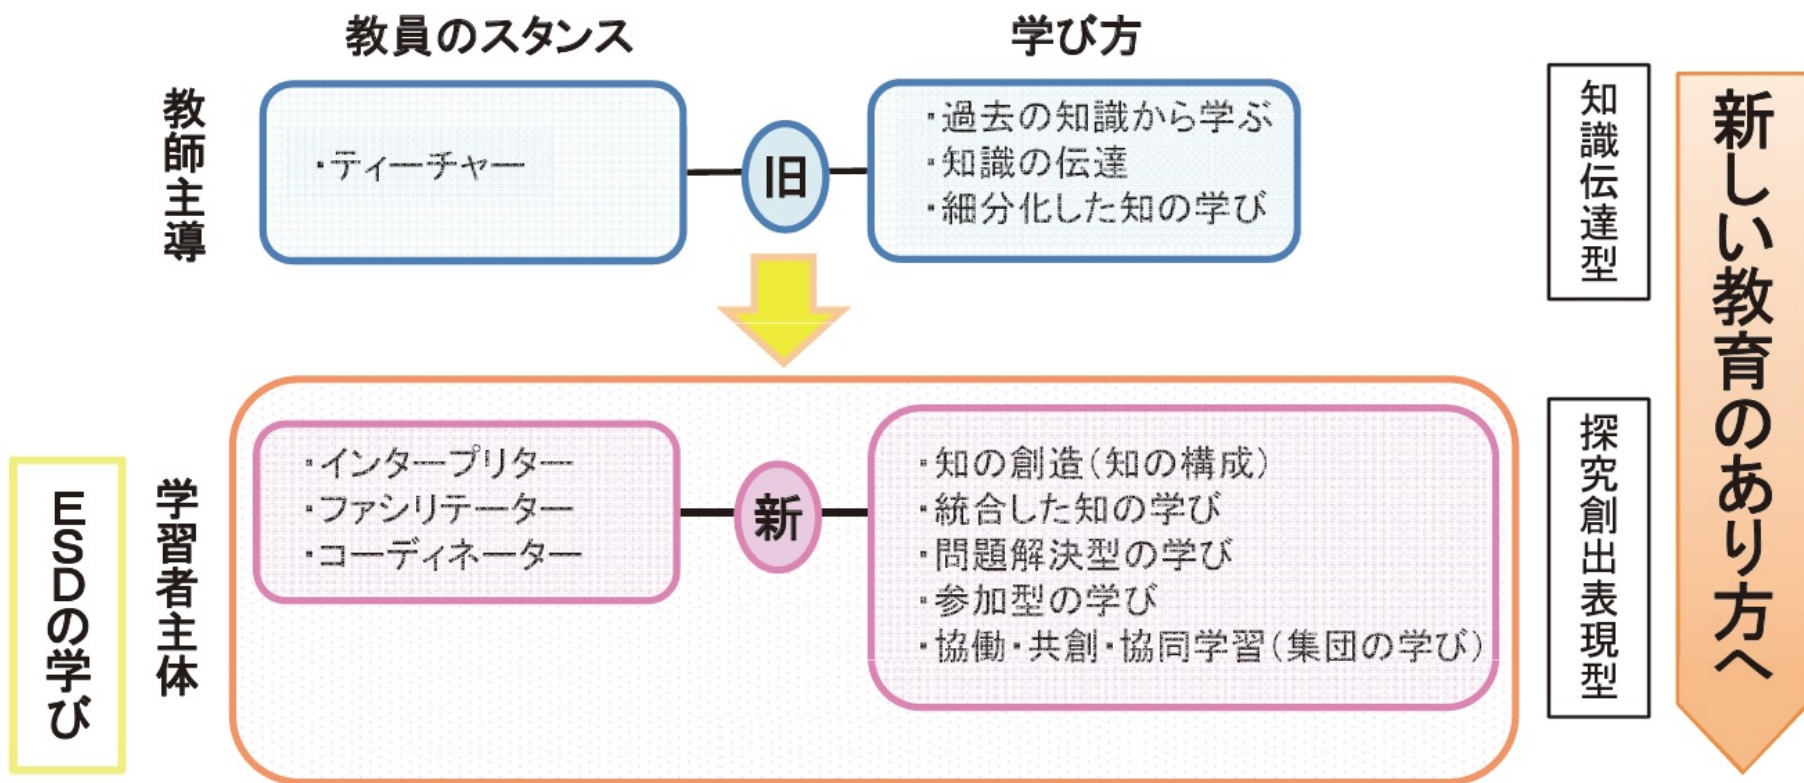 教員のスタンス
学び方
教師主導
・ティーチャー
旧
・過去の知識から学ぶ
・知識の伝達
・細分化した知の学び
知識伝達型
新しい教育のあり方へ
ESDの学び
学習者主体
・インタープリター
・ファシリテーター
・コーディネーター
新
・知の創造(知の構成)
・統合した知の学び
・問題解決型の学び
・参加型の学び
・協働・共創・協同学習(集団の学び)
探究創出表現型